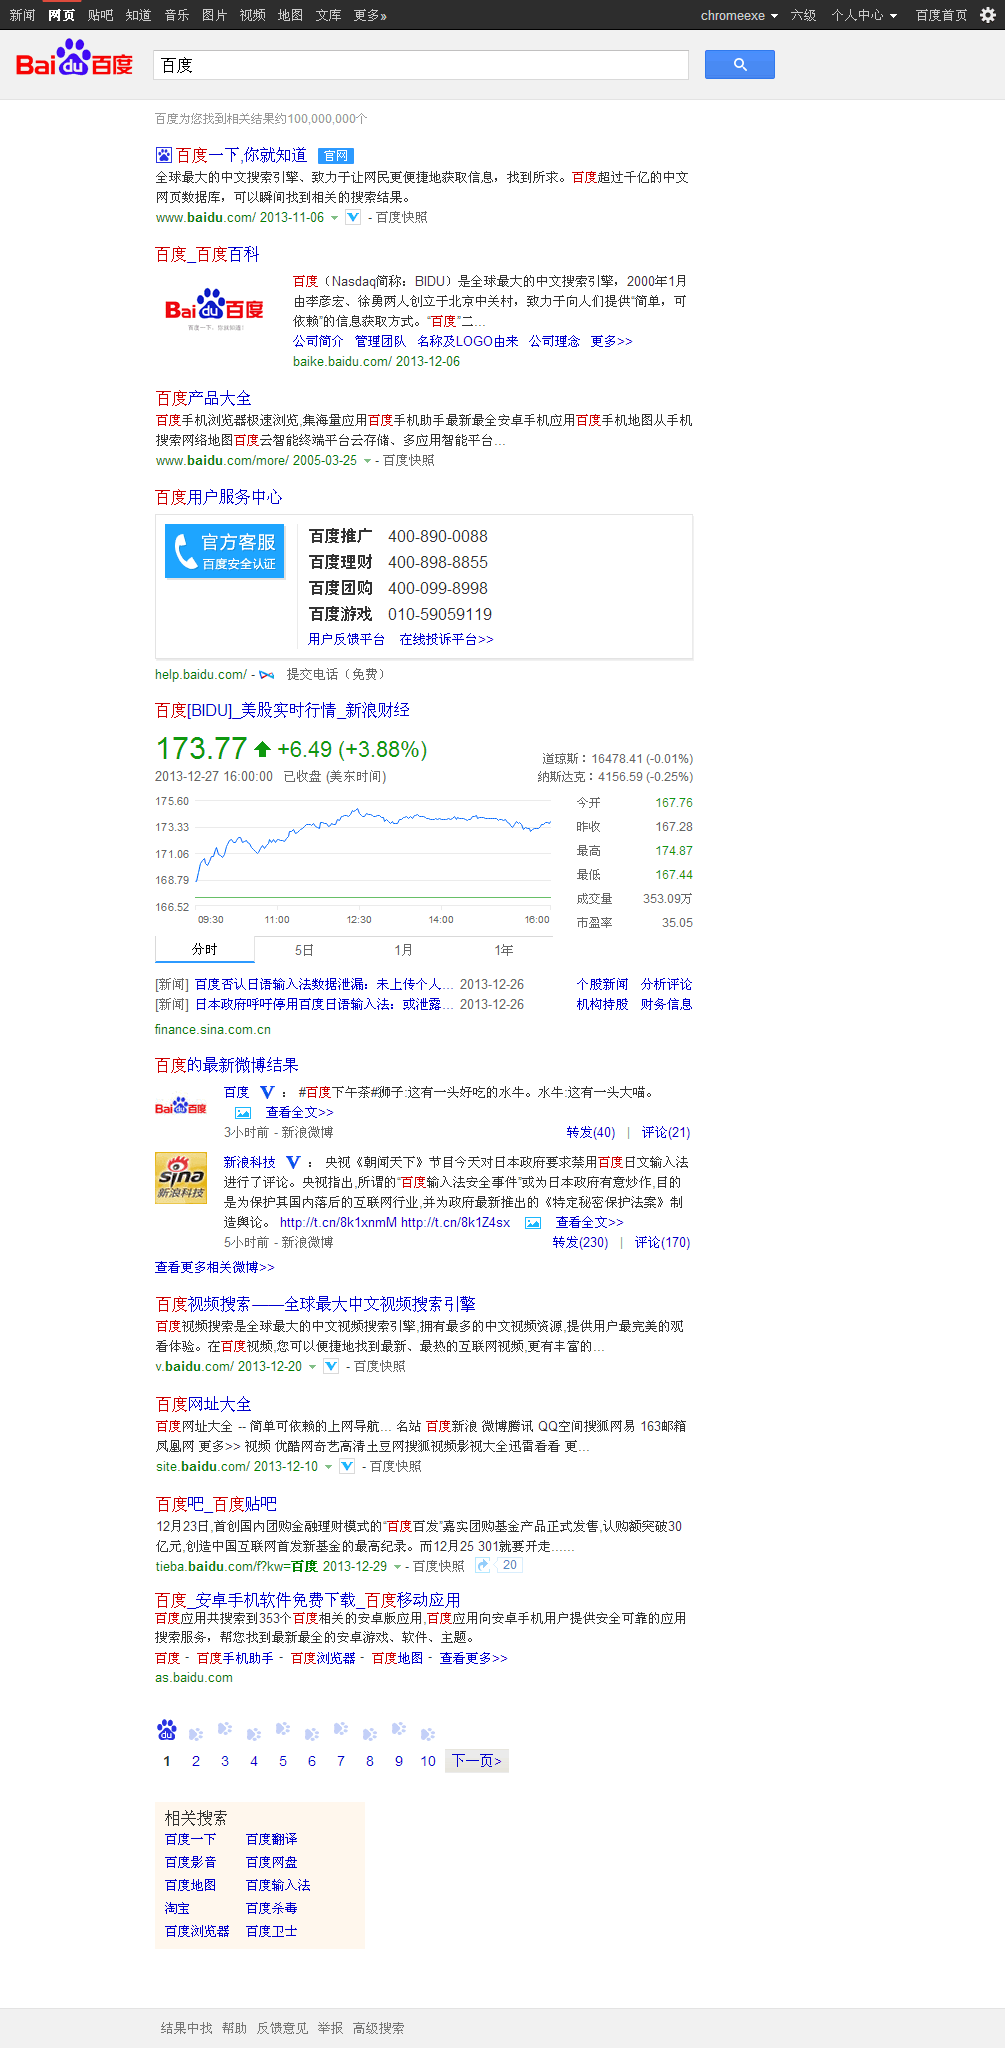 新闻 网页 贴吧 知道 音乐 图片 视频 地图 文库 更多» chromeexe 六级 个人中心 百度首页
Bai du 百度 百度
百度为您找到相关结果约100,000,000个
百度一下,你就知道 官网
全球最大的中文搜索引擎、致力于让网民更便捷地获取信息，找到所求。百度超过千亿的中文
网页数据库，可以瞬间找到相关的搜索结果。
www.baidu.com/ 2013-11-06 V - 百度快照
百度_百度百科
Bai du 百度
百度一下，你就知道！
百度（Nasdaq简称：BIDU）是全球最大的中文搜索引擎，2000年1月
由李彦宏、徐勇两人创立于北京中关村，致力于向人们提供“简单，可
依赖”的信息获取方式。“百度”二...
公司简介 管理团队 名称及LOGO由来 公司理念 更多>>
baike.baidu.com/ 2013-12-06
百度产品大全
百度手机浏览器极速浏览,集海量应用百度手机助手最新最全安卓手机应用百度手机地图从手机
搜索网络地图百度云智能终端平台云存储、多应用智能平台...
www.baidu.com/more/ 2005-03-25 - 百度快照
百度用户服务中心
官方客服
百度安全认证
百度推广 400-890-0088
百度理财 400-898-8855
百度团购 400-099-8998
百度游戏 010-59059119
用户反馈平台 在线投诉平台>>
help.baidu.com/ - 提交电话（免费）
百度[BIDU]_美股实时行情_新浪财经
173.77 +6.49 (+3.88%)
道琼斯：16478.41 (-0.01%)
2013-12-27 16:00:00 已收盘 (美东时间) 纳斯达克：4156.59 (-0.25%)
175.60
173.33
171.06
168.79
166.52
09:30 11:00 12:30 14:00 16:00
今开 167.76
昨收 167.28
最高 174.87
最低 167.44
成交量 353.09万
市盈率 35.05
分时 5日 1月 1年
[新闻] 百度否认日语输入法数据泄漏：未上传个人... 2013-12-26 个股新闻 分析评论
[新闻] 日本政府呼吁停用百度日语输入法：或泄露... 2013-12-26 机构持股 财务信息
finance.sina.com.cn
百度的最新微博结果
Bai du 百度
百度 V ： #百度下午茶#狮子:这有一头好吃的水牛。水牛:这有一头大喵。
查看全文>>
3小时前 - 新浪微博 转发(40) | 评论(21)
sina
新浪科技
新浪科技 V ： 央视《朝闻天下》节目今天对日本政府要求禁用百度日文输入法
进行了评论。央视指出,所谓的“百度输入法安全事件”或为日本政府有意炒作,目的
是为保护其国内落后的互联网行业,并为政府最新推出的《特定秘密保护法案》制
造舆论。 http://t.cn/8k1xnmM http://t.cn/8k1Z4sx 查看全文>>
5小时前 - 新浪微博 转发(230) | 评论(170)
查看更多相关微博>>
百度视频搜索——全球最大中文视频搜索引擎
百度视频搜索是全球最大的中文视频搜索引擎,拥有最多的中文视频资源,提供用户最完美的观
看体验。在百度视频,您可以便捷地找到最新、最热的互联网视频,更有丰富的...
v.baidu.com/ 2013-12-20 V - 百度快照
百度网址大全
百度网址大全 -- 简单可依赖的上网导航... 名站 百度新浪 微博腾讯 QQ空间搜狐网易 163邮箱
凤凰网 更多>> 视频 优酷网奇艺高清土豆网搜狐视频影视大全迅雷看看 更...
site.baidu.com/ 2013-12-10 V - 百度快照
百度吧_百度贴吧
12月23日,首创国内团购金融理财模式的“百度百发”嘉实团购基金产品正式发售,认购额突破30
亿元,创造中国互联网首发新基金的最高纪录。而12月25 301就要开走......
tieba.baidu.com/f?kw=百度 2013-12-29 - 百度快照 20
百度_安卓手机软件免费下载_百度移动应用
百度应用共搜索到353个百度相关的安卓版应用,百度应用向安卓手机用户提供安全可靠的应用
搜索服务，帮您找到最新最全的安卓游戏、软件、主题。
百度 - 百度手机助手 - 百度浏览器 - 百度地图 - 查看更多>>
as.baidu.com
du
1 2 3 4 5 6 7 8 9 10 下一页>
相关搜索
百度一下 百度翻译
百度影音 百度网盘
百度地图 百度输入法
淘宝 百度杀毒
百度浏览器 百度卫士
结果中找 帮助 反馈意见 举报 高级搜索